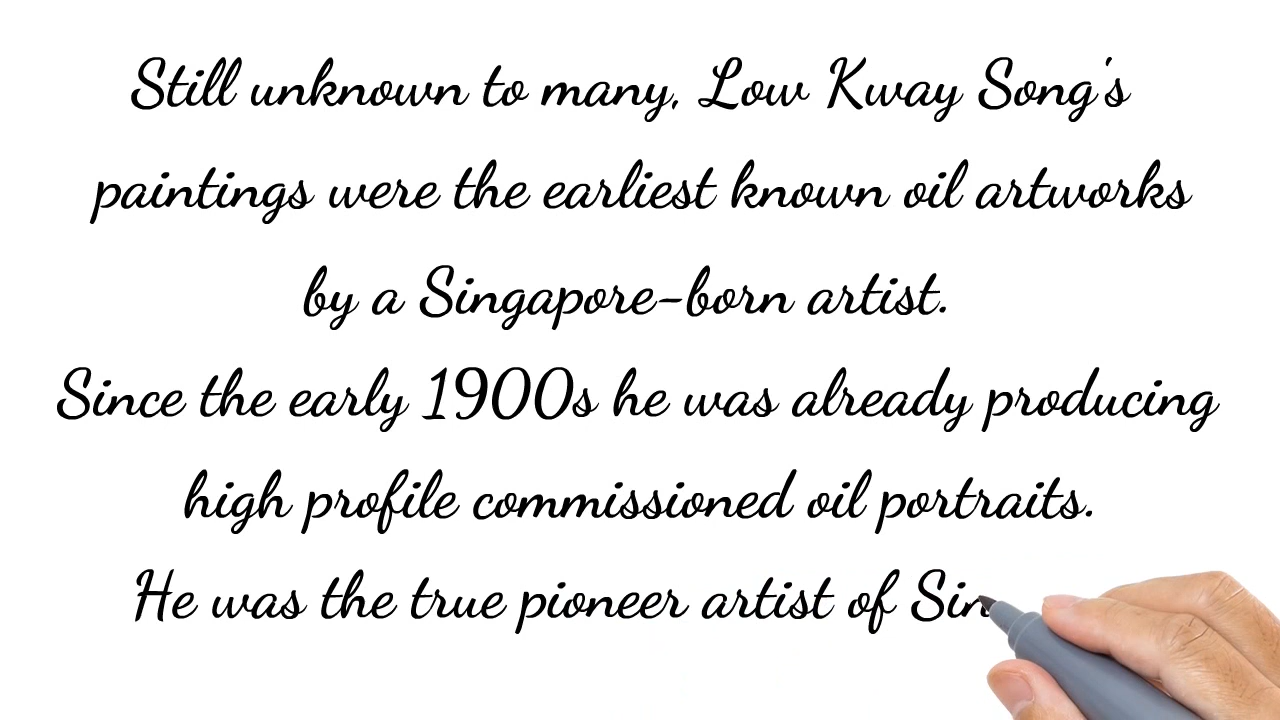 Still unknown to many, Low Kway Song's
paintings were the earliest known oil artworks
by a Singapore-born artist.
Since the early 1900s he was already producing
high profile commissioned oil portraits.
He was the true pioneer artist of Sin